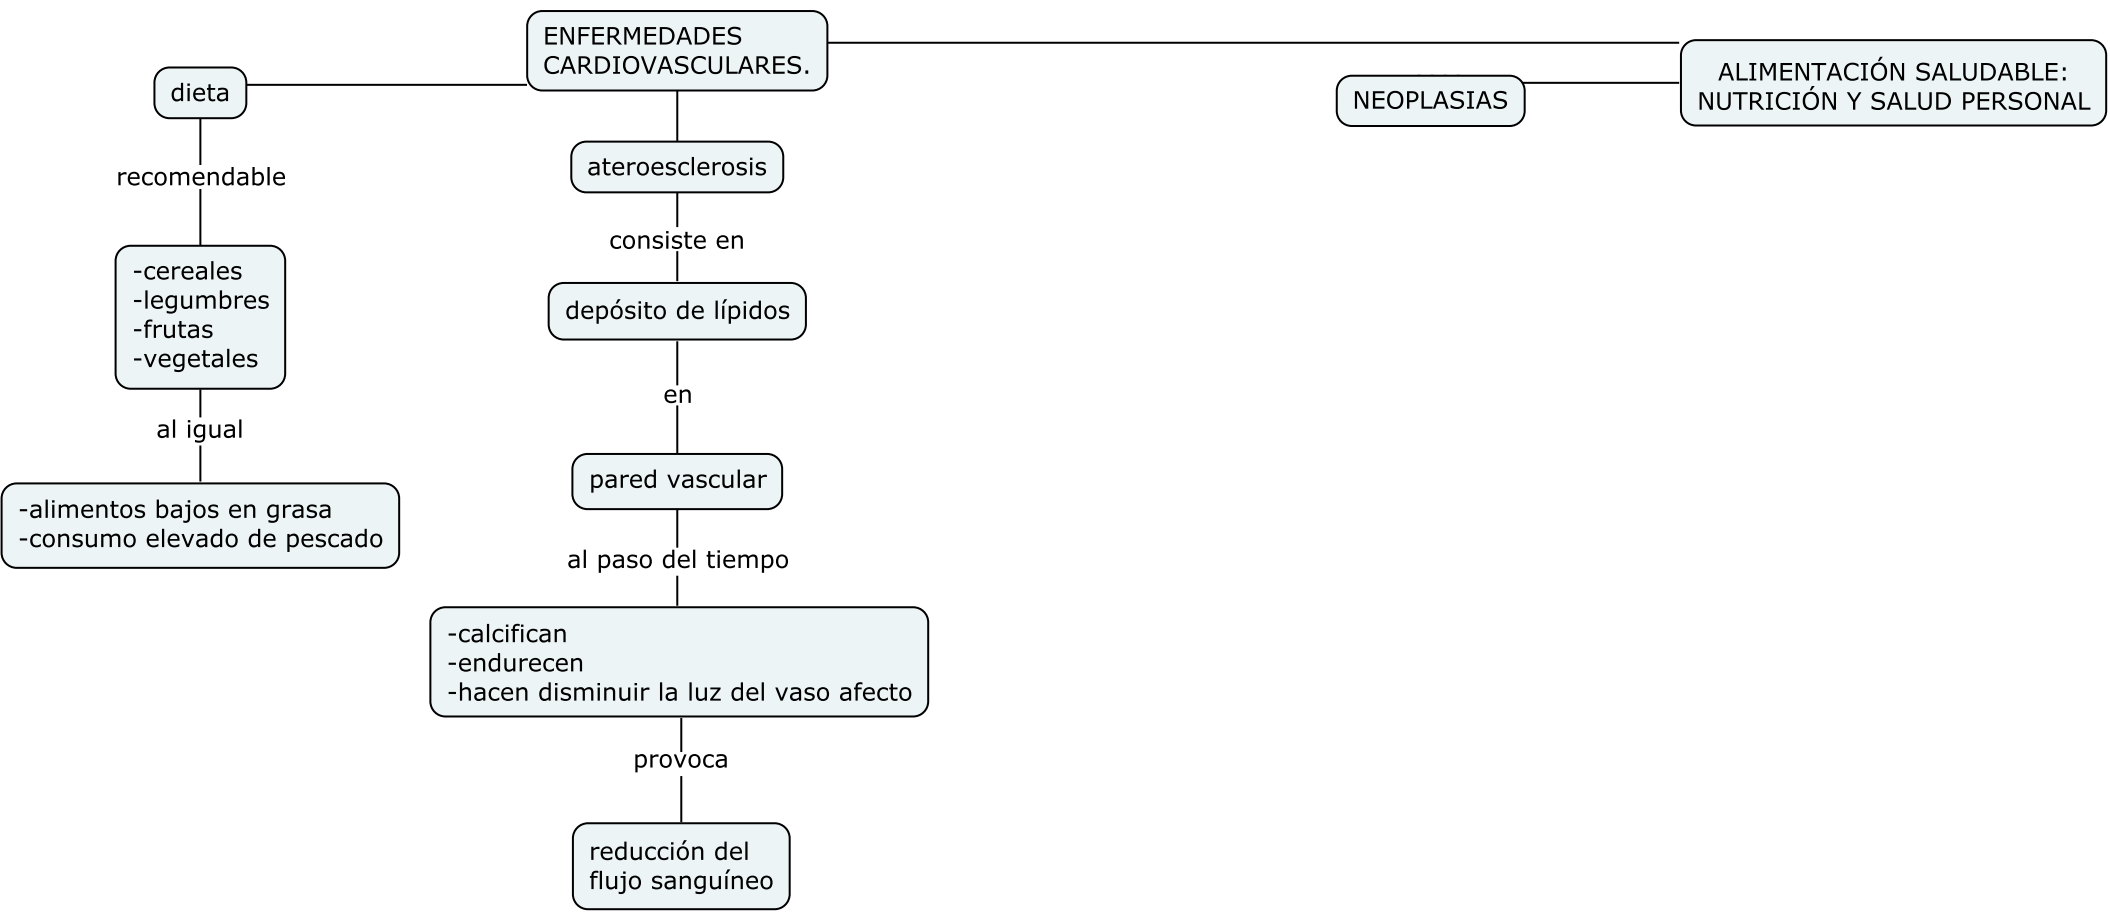 ENFERMEDADES
CARDIOVASCULARES.
ALIMENTACIÓN SALUDABLE:
NUTRICIÓN Y SALUD PERSONAL
NEOPLASIAS
dieta
recomendable
-cereales
-legumbres
-frutas
-vegetales
al igual
-alimentos bajos en grasa
-consumo elevado de pescado
ateroesclerosis
consiste en
depósito de lípidos
en
pared vascular
al paso del tiempo
-calcifican
-endurecen
-hacen disminuir la luz del vaso afecto
provoca
reducción del
flujo sanguíneo